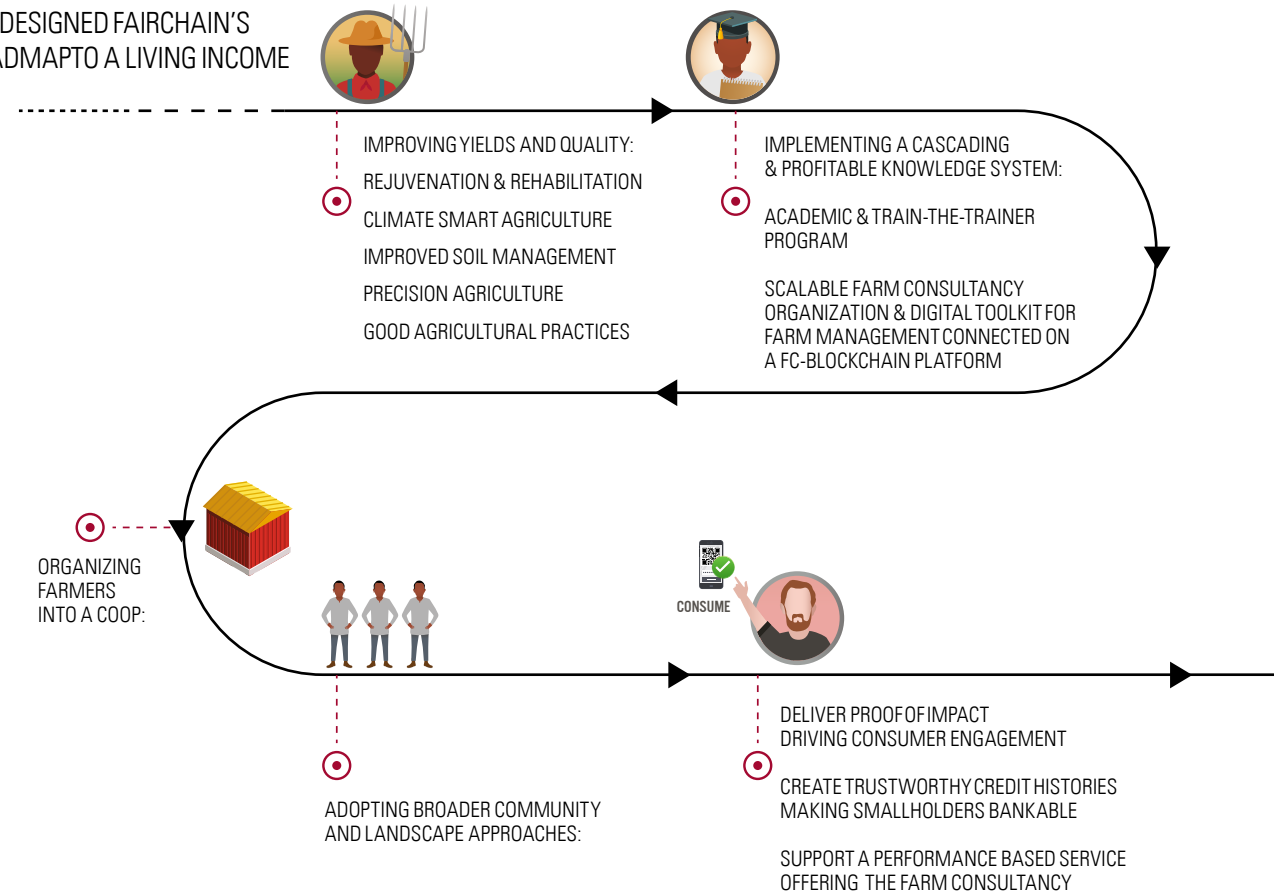 DESIGNED FAIRCHAIN'S
ADMAPTO A LIVING INCOME
IMPROVING YIELDS AND QUALITY:
REJUVENATION & REHABILITATION
CLIMATE SMART AGRICULTURE
IMPROVED SOIL MANAGEMENT
PRECISION AGRICULTURE
GOOD AGRICULTURAL PRACTICES
IMPLEMENTING A CASCADING
& PROFITABLE KNOWLEDGE SYSTEM:
ACADEMIC & TRAIN-THE-TRAINER
PROGRAM
SCALABLE FARM CONSULTANCY
ORGANIZATION & DIGITAL TOOLKIT FOR
FARM MANAGEMENT CONNECTED ON
A FC-BLOCKCHAIN PLATFORM
ORGANIZING
FARMERS
INTO A COOP:
ADOPTING BROADER COMMUNITY
AND LANDSCAPE APPROACHES:
CONSUME
DELIVER PROOF OF IMPACT
DRIVING CONSUMER ENGAGEMENT
CREATE TRUSTWORTHY CREDIT HISTORIES
MAKING SMALLHOLDERS BANKABLE
SUPPORT A PERFORMANCE BASED SERVICE
OFFERING THE FARM CONSULTANCY